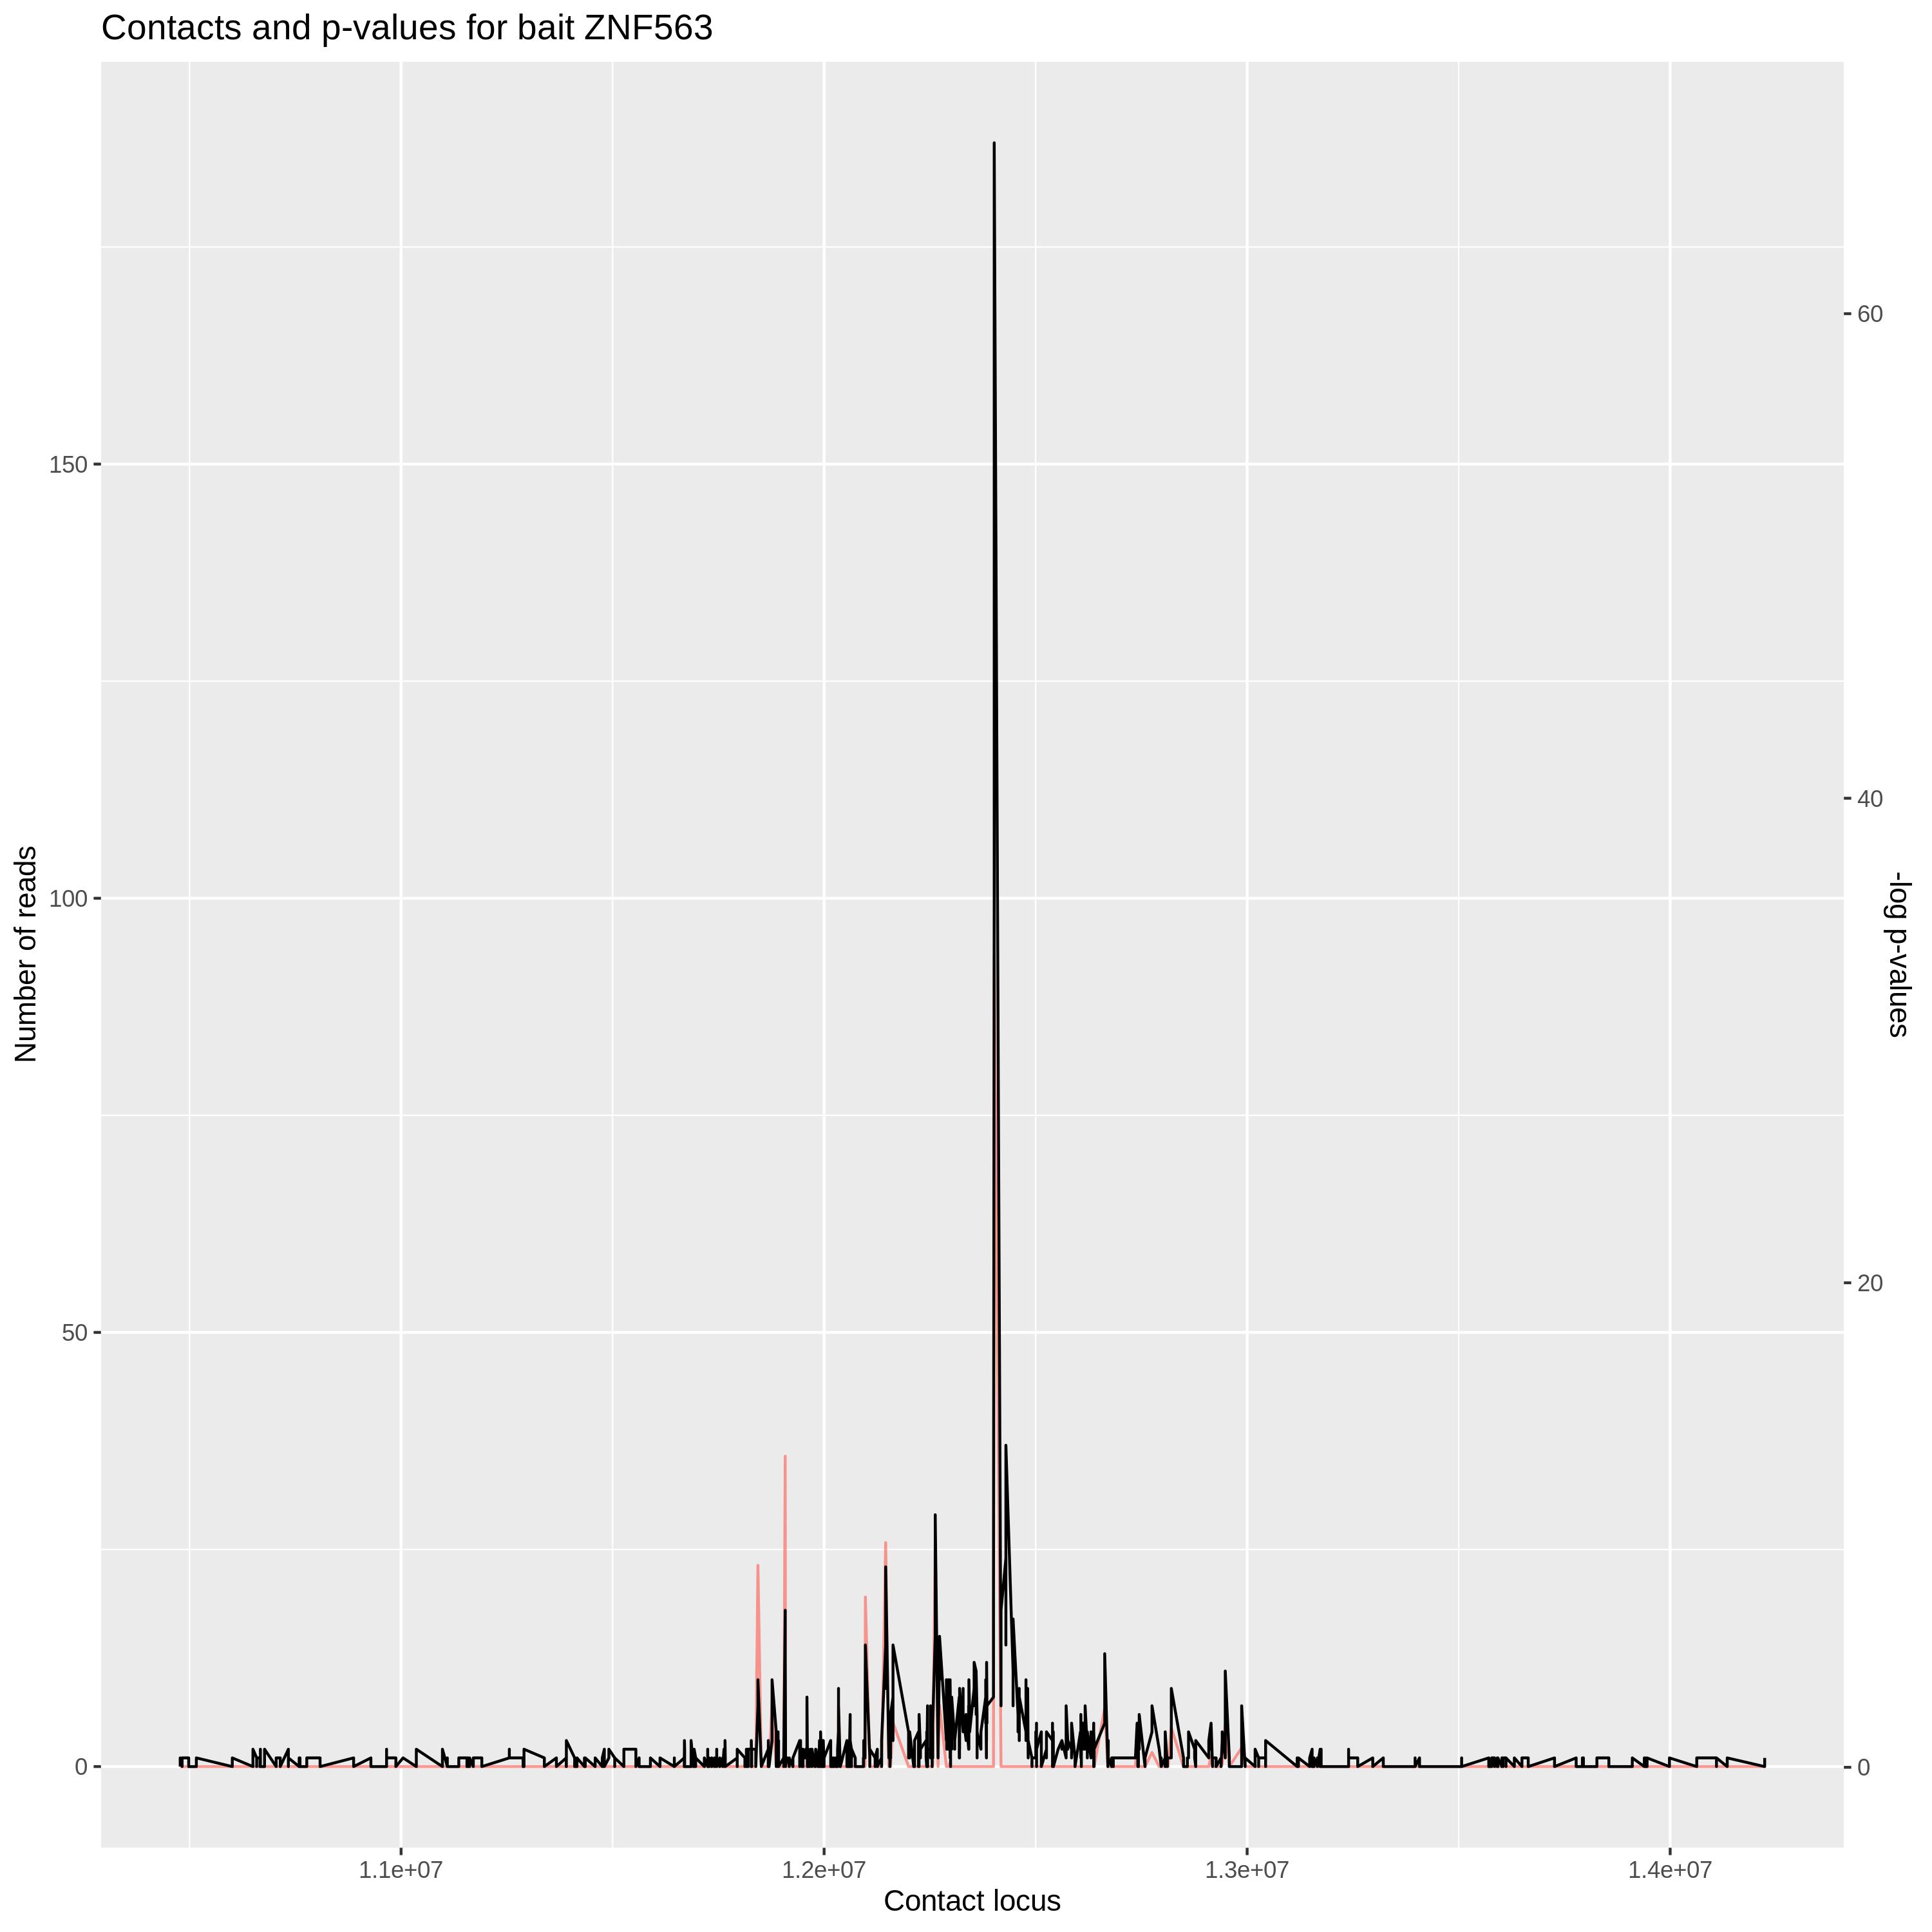 Contacts and p-values for bait ZNF563
150
100
50
0
Number of reads
60
40
20
0
-log p-values
1.1e+07
1.2e+07
1.3e+07
1.4e+07
Contact locus